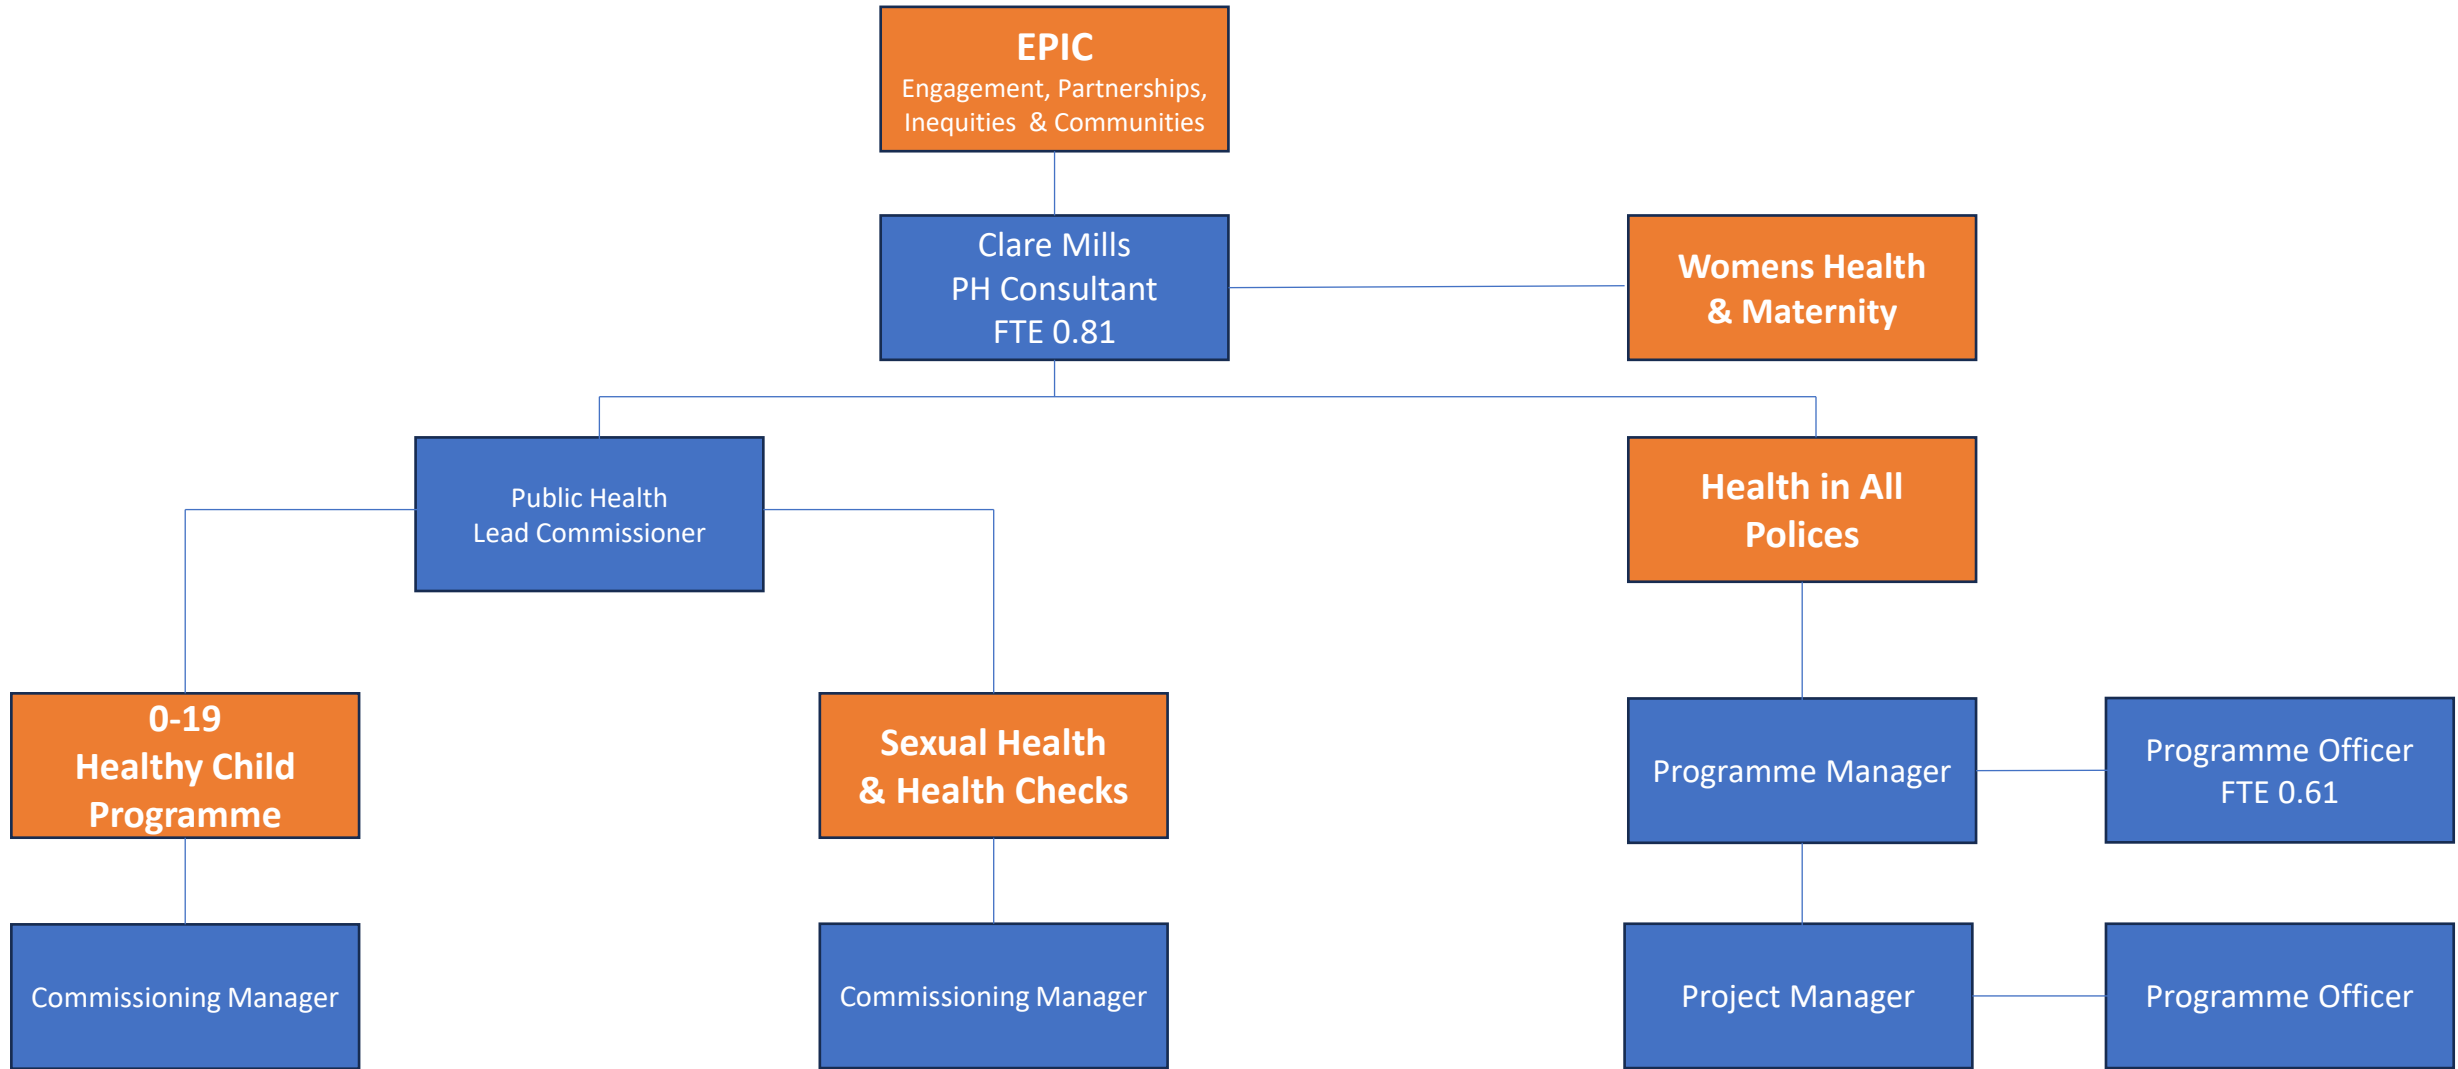 EPIC
Engagement, Partnerships,
Inequities & Communities
Clare Mills
PH Consultant
FTE 0.81
Womens Health
& Maternity
Public Health
Lead Commissioner
Health in All
Polices
0-19
Healthy Child
Programme
Sexual Health
& Health Checks
Programme Manager
Programme Officer
FTE 0.61
Commissioning Manager
Commissioning Manager
Project Manager
Programme Officer